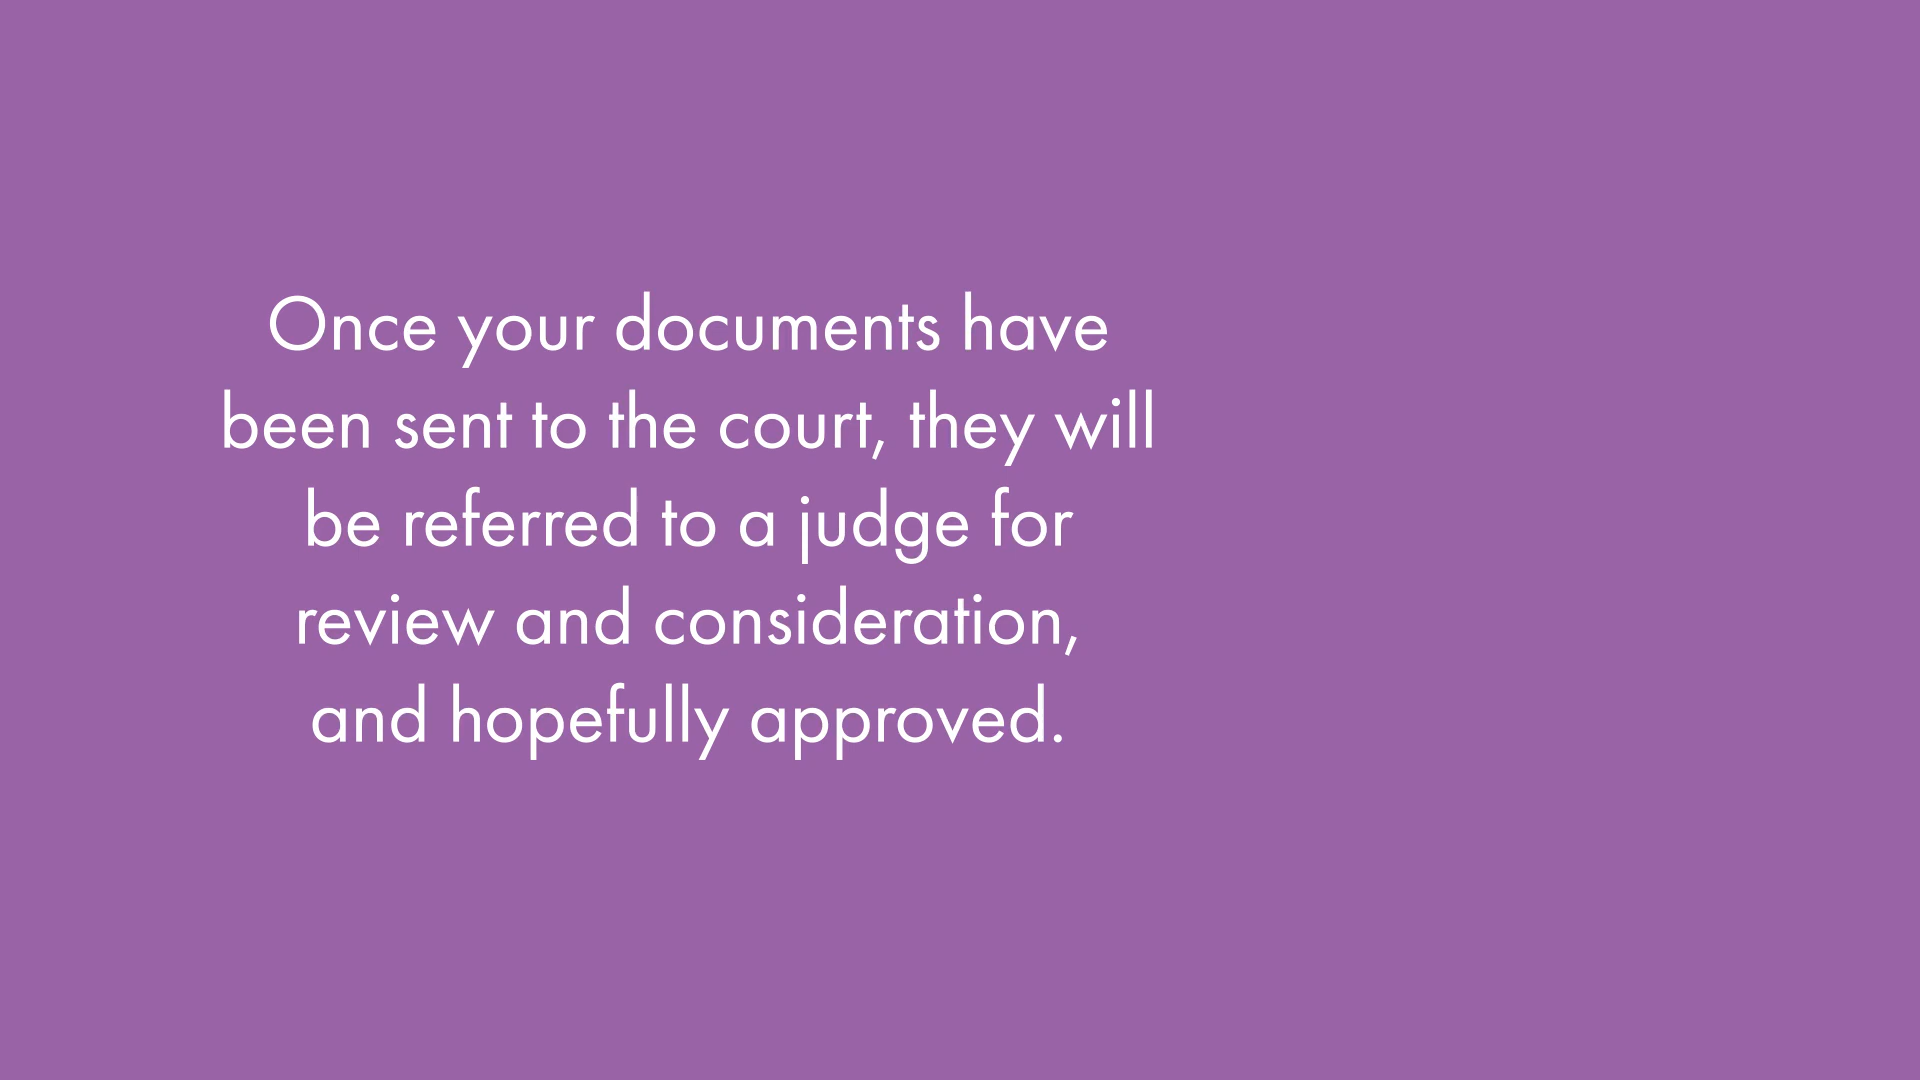 Once your documents have
been sent to the court, they will
be referred to a judge for
review and consideration,
and hopefully approved.